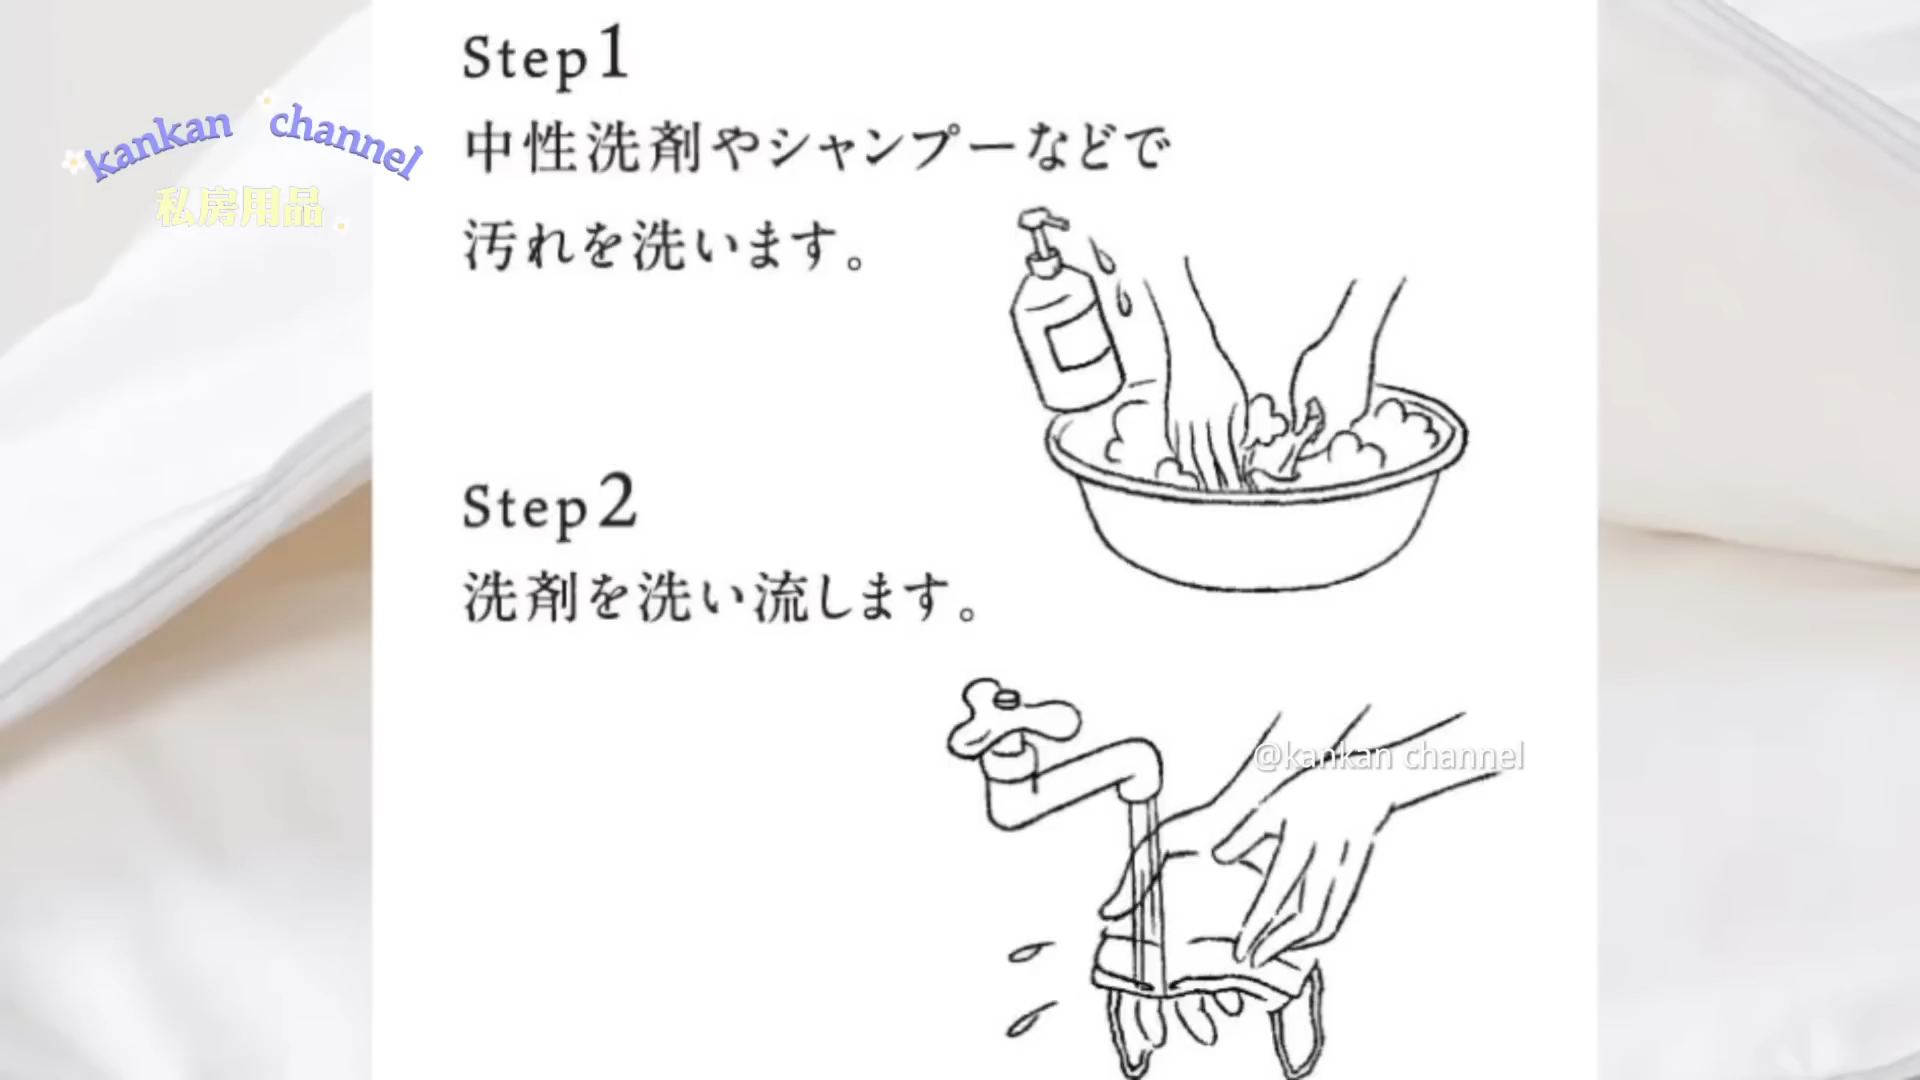 kankan channel
私房用品
Step1
中性洗剤やシャンプーなどで
汚れを洗います。
Step2
洗剤を洗い流します。
@kankan channel